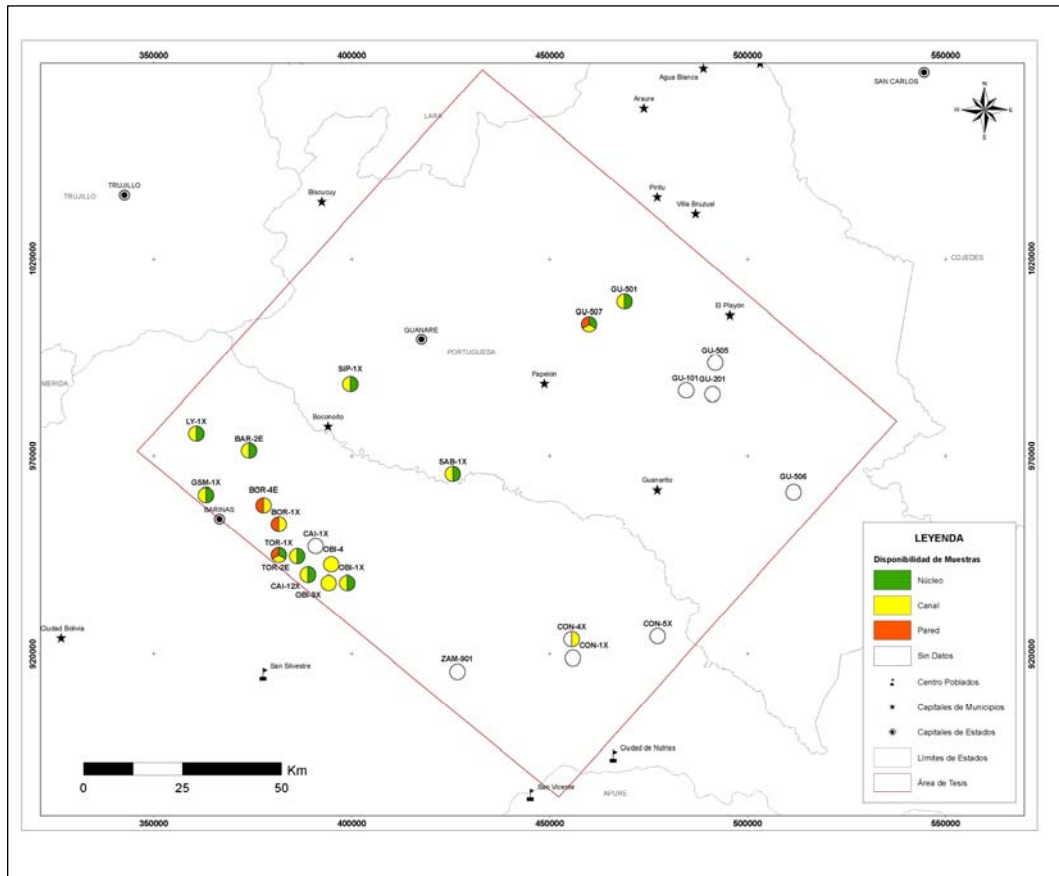 350000 400000 450000 500000 550000
Agua Blanca
SAN CARLOS
Araure
LARA
N
W E
S
TRUJILLO
TRUJILLO
Biscucuy
Piritu
Villa Bruzual
1020000
1020000
COJEDES
GU-501
GU-507
El Playón
GUANARE
PORTUGUESA
GU-505
MERIDA
SIP-1X
Papelón
GU-101
GU-201
LY-1X
Boconoito
BAR-2E
970000
970000
SAB-1X
GSM-1X
BOR-4E
Guanarito
GU-506
BARINAS
BOR-1X
CAI-1X
TOR-1X
OBI-4
TOR-2E
OBI-1X
CAI-12X
OBI-3X
LEYENDA
Disponibilidad de Muestras
Núcleo
Canal
Pared
Sin Datos
Centro Poblados
Capitales de Municipios
Capitales de Estados
Límites de Estados
Área de Tesis
Ciudad Bolivia
CON-4X
CON-5X
CON-1X
920000
920000
San Silvestre
ZAM-901
Ciudad de Nutrias
Km
0 25 50
San Vicente
APURE
350000 400000 450000 500000 550000